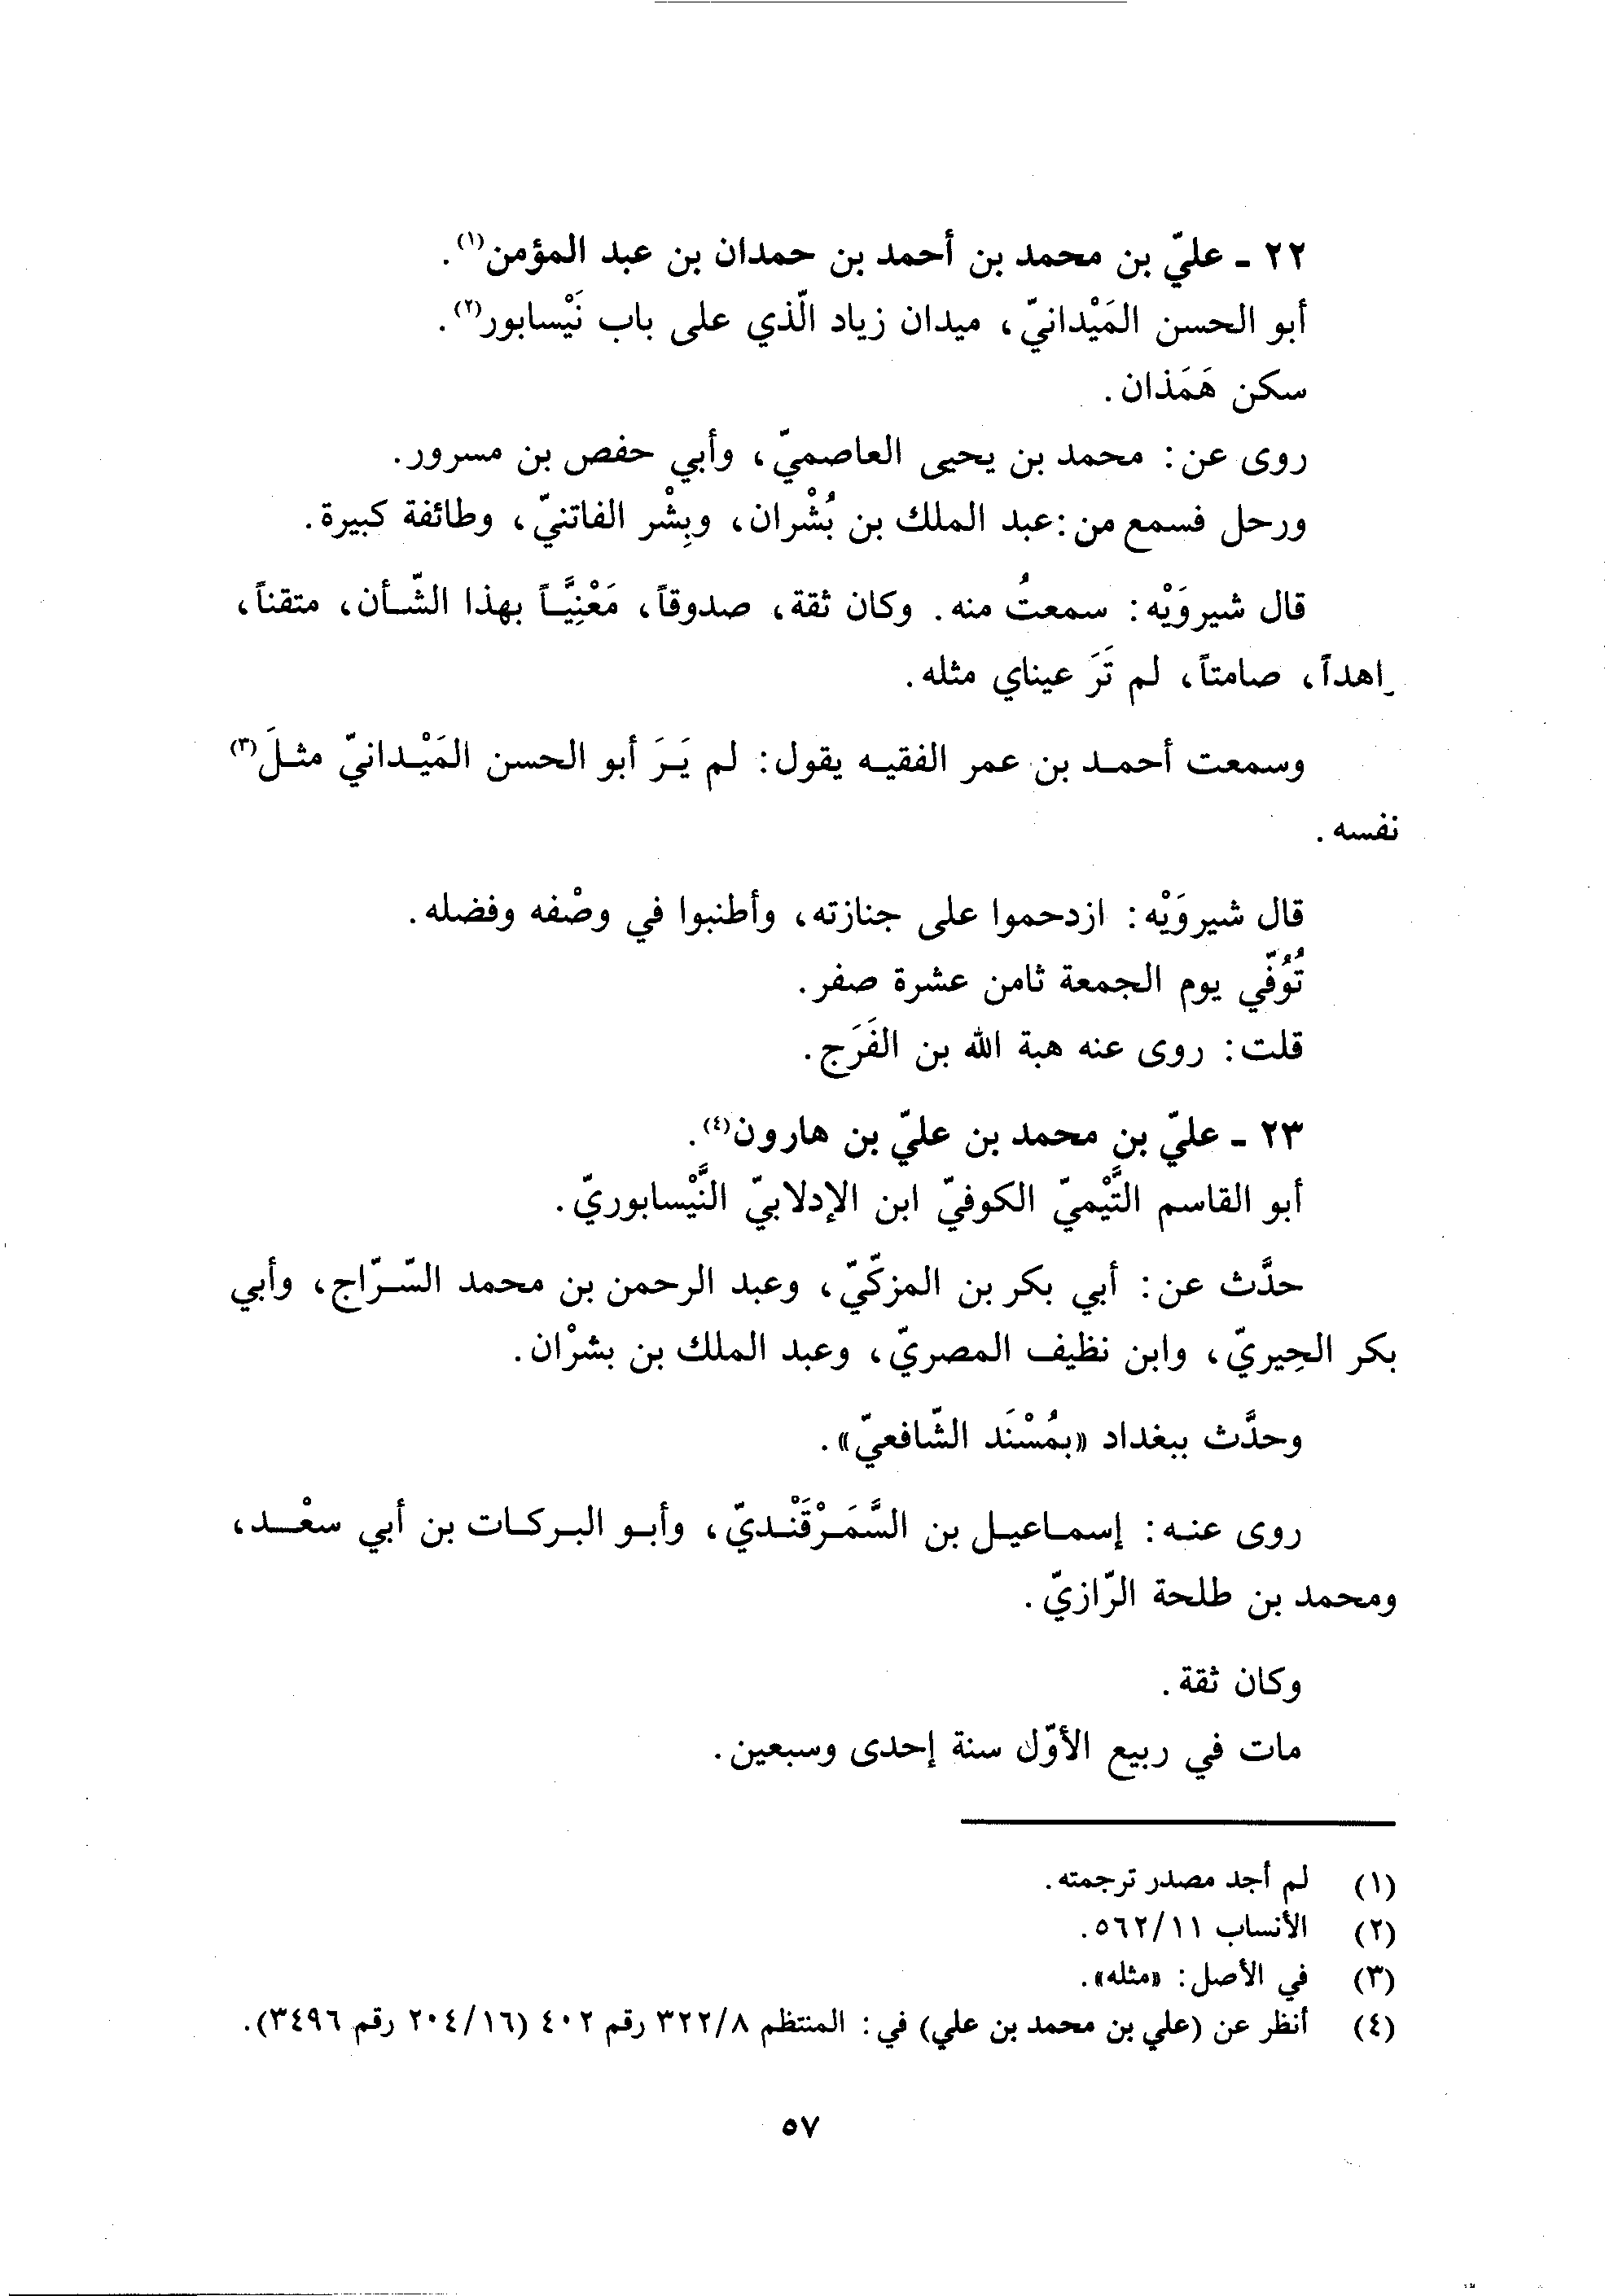 ٢٢ ـ عليّ بن محمد بن أحمد بن حمدان بن عبد المؤمن(١).
أبو الحسن المَيْدانيّ، ميدان زياد الّذي على باب نَيْسابور(٢).
سكن هَمَذان.
روى عن: محمد بن يحيى العاصميّ، وأبي حفص بن مسرور.
ورحل فسمع من: عبد الملك بن بُشْران، وبِشْر الفاتنيّ، وطائفة كبيرة.
قال شيروَيْه: سمعتُ منه. وكان ثقة، صدوقاً، مَعْنِيَّاً بهذا الشّأن، متقناً،
زاهداً، صامتاً، لم تَرَ عيناي مثله.
وسمعت أحمد بن عمر الفقيه يقول: لم يَرَ أبو الحسن المَيْدانيّ مثلَ(٣)
نفسه.
قال شيروَيْه: ازدحموا على جنازته، وأطنبوا في وصْفه وفضله.
تُوُفّي يوم الجمعة ثامن عشرة صفر.
قلت: روى عنه هبة الله بن الفَرَج.
٢٣ ـ عليّ بن محمد بن عليّ بن هارون(٤).
أبو القاسم التَّيْميّ الكوفيّ ابن الإدلابيّ النَّيْسابوريّ.
حدَّث عن: أبي بكر بن المزكّيّ، وعبد الرحمن بن محمد السّرّاج، وأبي
بكر الحِيريّ، وابن نظيف المصريّ، وعبد الملك بن بشرْان.
وحدَّث ببغداد «بمُسْنَد الشّافعيّ».
روى عنه: إسماعيل بن السَّمَرْقَنْديّ، وأبو البركات بن أبي سعْد،
ومحمد بن طلحة الرّازيّ.
وكان ثقة.
مات في ربيع الأوّل سنة إحدى وسبعين.
(١) لم أجد مصدر ترجمته.
(٢) الأنساب ١١/٥٦٢.
(٣) في الأصل: «مثله».
(٤) أنظر عن (علي بن محمد بن علي) في: المنتظم ٨/٣٢٢ رقم ٤٠٢ (١٦/٢٠٤ رقم ٣٤٩٦).
٥٧